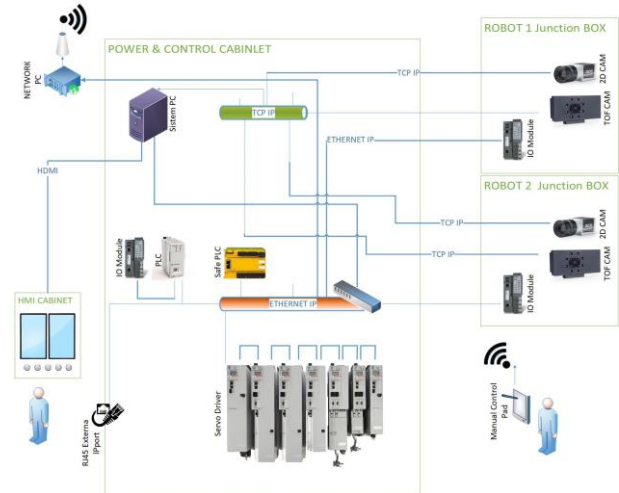 POWER & CONTROL CABINLET
ROBOT 1 Junction BOX
NETWORK
PC
Sistem PC
TCP IP
TCP IP
2D CAM
TOF CAM
ETHERNET IP
IO Module
HDMI
ROBOT 2 Junction BOX
TCP IP
2D CAM
TCP IP
TOF CAM
IO Module
PLC
Safe PLC
IO Module
HMI CABINET
ETHERNET IP
Servo Driver
RJ45 Externa
IPport
Manual Control
Pad